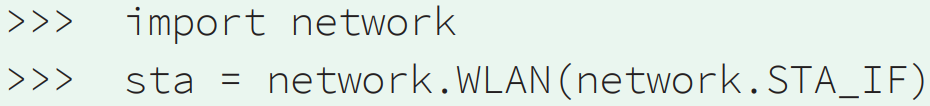 >>> import network
>>> sta = network.WLAN(network.STA_IF)